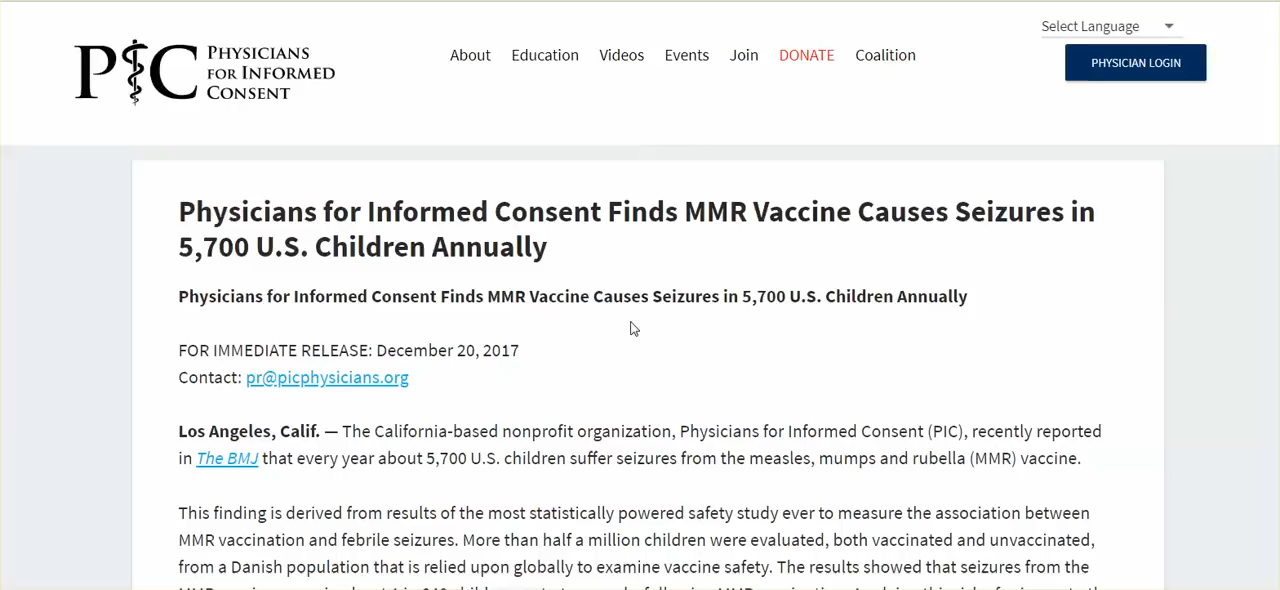 Select Language
PIC PHYSICIANS
FOR INFORMED
CONSENT
About Education Videos Events Join DONATE Coalition
PHYSICIAN LOGIN
Physicians for Informed Consent Finds MMR Vaccine Causes Seizures in
5,700 U.S. Children Annually
Physicians for Informed Consent Finds MMR Vaccine Causes Seizures in 5,700 U.S. Children Annually
FOR IMMEDIATE RELEASE: December 20, 2017
Contact: pr@picphysicians.org
Los Angeles, Calif. — The California-based nonprofit organization, Physicians for Informed Consent (PIC), recently reported
in The BMJ that every year about 5,700 U.S. children suffer seizures from the measles, mumps and rubella (MMR) vaccine.
This finding is derived from results of the most statistically powered safety study ever to measure the association between
MMR vaccination and febrile seizures. More than half a million children were evaluated, both vaccinated and unvaccinated,
from a Danish population that is relied upon globally to examine vaccine safety. The results showed that seizures from the